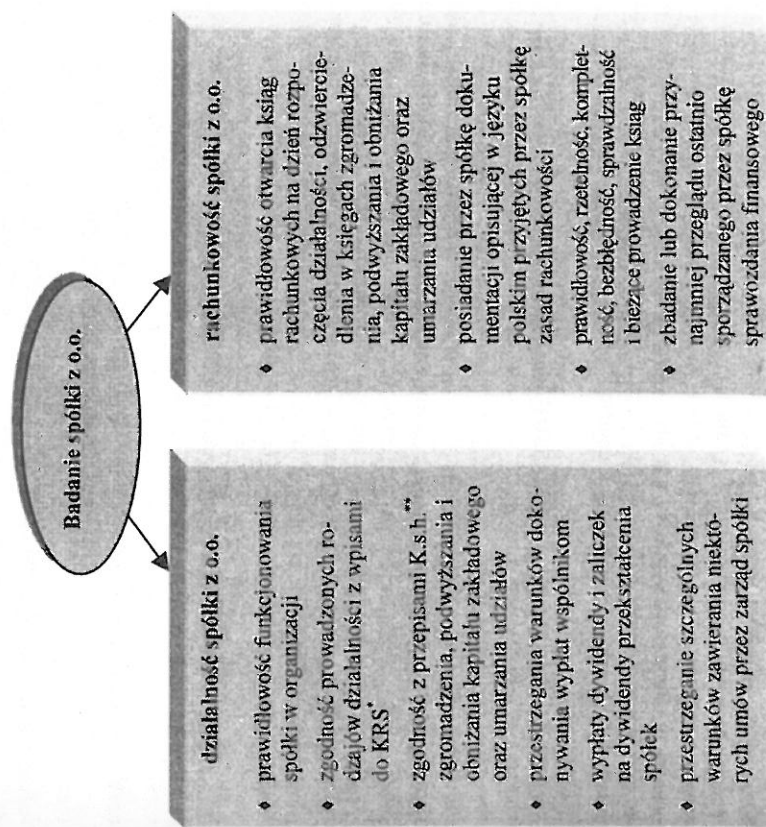 Badanie spółki z o.o.
działalność spółki z o.o.
♦ prawidłowość funkcjonowania
spółki w organizacji
♦ zgodność prowadzonych ro-
dzajów działalności z wpisami
do KRS*
♦ zgodność z przepisami K.s.h.**
zgromadzenia, podwyższania i
obniżania kapitału zakładowego
oraz umarzania udziałów
♦ przestrzegania warunków doko-
nywania wypłat wspólnikom
♦ wypłaty dywidendy i zaliczek
na dywidendy przekształcenia
spółek
♦ przestrzeganie szczególnych
warunków zawierania niektó-
rych umów przez zarząd spółki
rachunkowość spółki z o.o.
♦ prawidłowość otwarcia ksiąg
rachunkowych na dzień rozpo-
częcia działalności, odzwiercie-
dlenia w księgach zgromadze-
nia, podwyższania i obniżania
kapitału zakładowego oraz
umarzania udziałów
♦ posiadanie przez spółkę doku-
mentacji opisującej w języku
polskim przyjętych przez spółkę
zasad rachunkowości
♦ prawidłowość, rzetelność, komplet-
ność, bezbłędność, sprawdzalność
i bieżące prowadzenie ksiąg
♦ zbadanie lub dokonanie przy-
najmniej przeglądu ostatnio
sporządzanego przez spółkę
sprawozdania finansowego